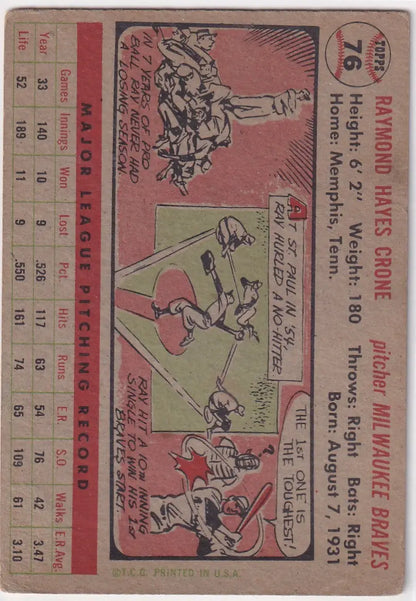 TOPPS
76
RAYMOND HAYES CRONE
pitcher MILWAUKEE BRAVES
Height: 6' 2" Weight: 180 Throws: Right Bats: Right
Home: Memphis, Tenn. Born: August 7, 1931
IN 7 YEARS OF PRO
BALL, RAY NEVER HAD
A LOSING SEASON.
AT ST. PAUL IN '54,
RAY HURLED A NO-HITTER
THE 1ST ONE
IS THE
TOUGHEST!
RAY HIT A 10TH INNING
SINGLE TO WIN HIS 1ST
BRAVES START.
©T.C.G. PRINTED IN U.S.A.
MAJOR LEAGUE PITCHING RECORD
Games Innings Won Lost Pct. Hits Runs E.R. S.O Walks E.R Avg.
Year 33 140 10 9 .526 117 63 54 76 42 3.47
Life 52 189 11 9 .550 161 74 65 109 61 3.10